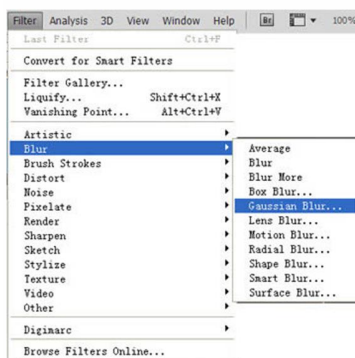 Filter Analysis 3D View Window Help Br 100%
Last Filter Ctrl+F
Convert for Smart Filters
Filter Gallery...
Liquify... Shift+Ctrl+X
Vanishing Point... Alt+Ctrl+V
Artistic
Blur
Brush Strokes
Distort
Noise
Pixelate
Render
Sharpen
Sketch
Stylize
Texture
Video
Other
Digimarc
Browse Filters Online...
Average
Blur
Blur More
Box Blur...
Gaussian Blur...
Lens Blur...
Motion Blur...
Radial Blur...
Shape Blur...
Smart Blur...
Surface Blur...